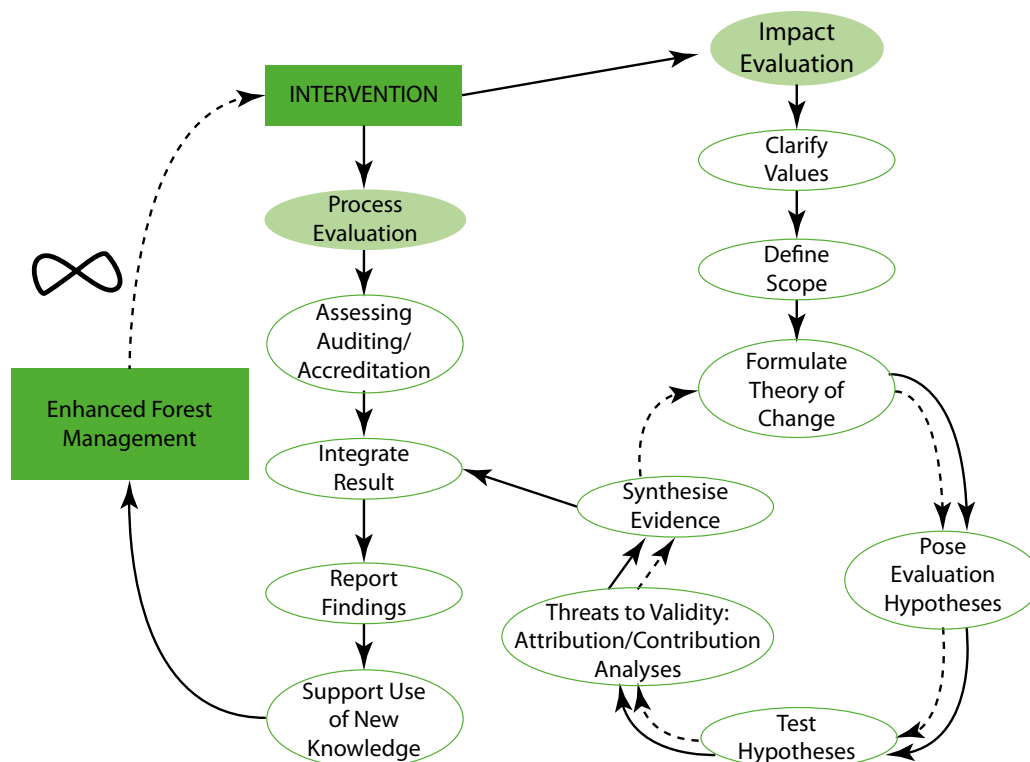 Impact
Evaluation
INTERVENTION
Clarify
Values
Process
Evaluation
Define
Scope
Assessing
Auditing/
Accreditation
Formulate
Theory of
Change
Enhanced Forest
Management
Integrate
Result
Synthesise
Evidence
Pose
Evaluation
Hypotheses
Report
Findings
Threats to Validity:
Attribution/Contribution
Analyses
Support Use
of New
Knowledge
Test
Hypotheses